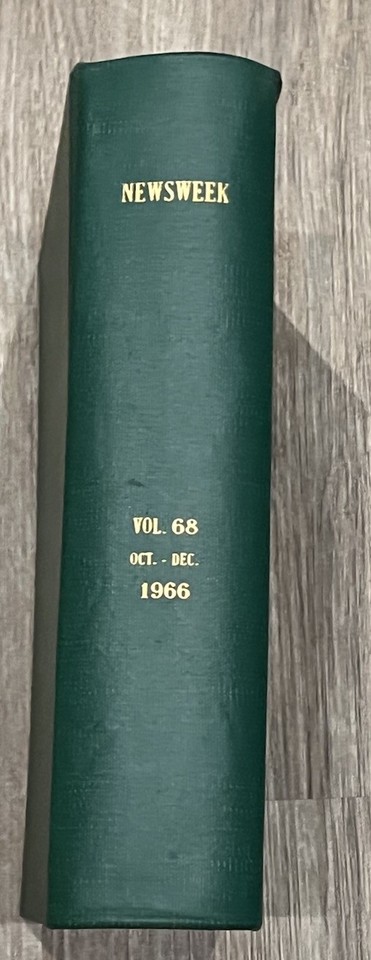 NEWSWEEK
VOL. 68
OCT. - DEC.
1966